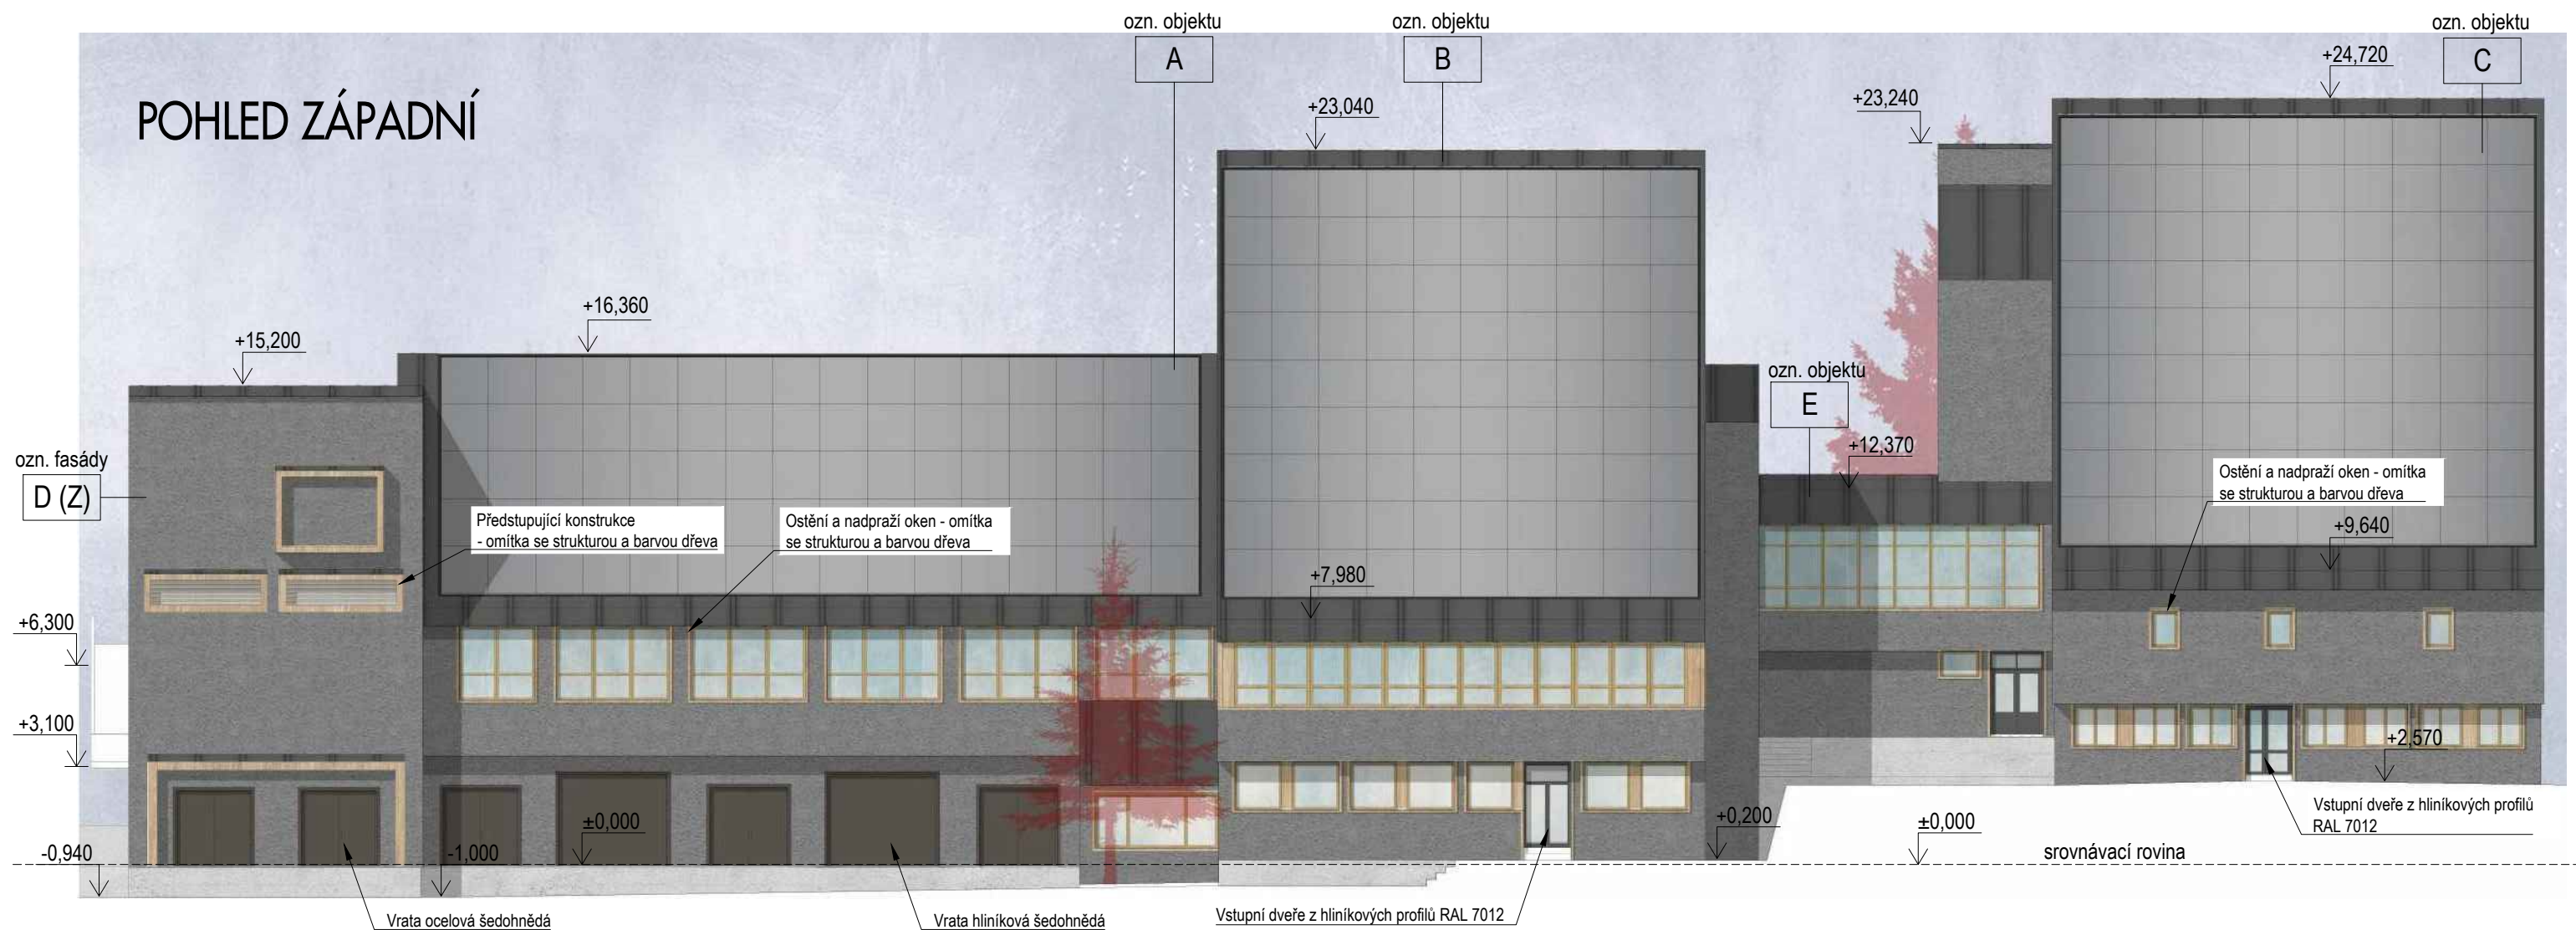 ozn. objektu
A
ozn. objektu
B
ozn. objektu
C
POHLED ZÁPADNÍ
+24,720
+23,040
+23,240
+16,360
+15,200
ozn. objektu
E
+12,370
ozn. fasády
D (Z)
Předstupující konstrukce
- omítka se strukturou a barvou dřeva
Ostění a nadpraží oken - omítka
se strukturou a barvou dřeva
Ostění a nadpraží oken - omítka
se strukturou a barvou dřeva
+9,640
+7,980
+6,300
+3,100
+2,570
±0,000
+0,200
±0,000
-0,940
-1,000
srovnávací rovina
Vstupní dveře z hliníkových profilů
RAL 7012
Vrata ocelová šedohnědá
Vrata hliníková šedohnědá
Vstupní dveře z hliníkových profilů RAL 7012